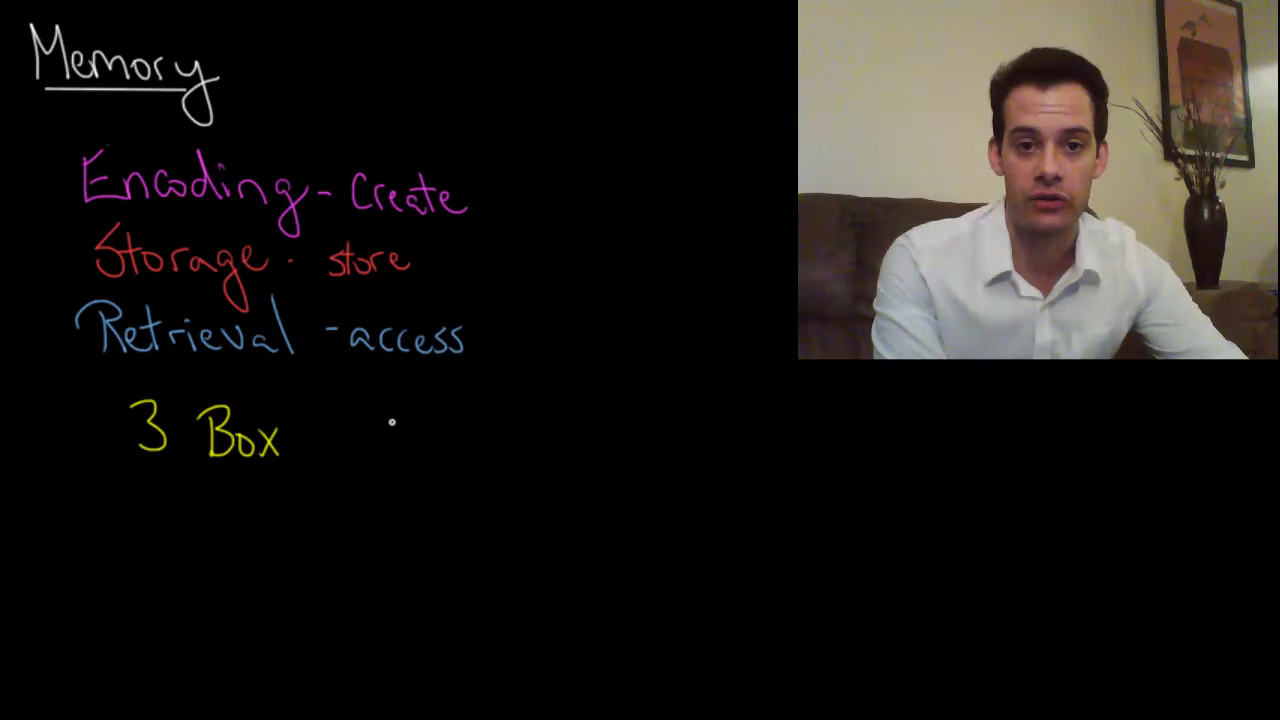 Memory
Encoding - Create
Storage - store
Retrieval - access
3 Box